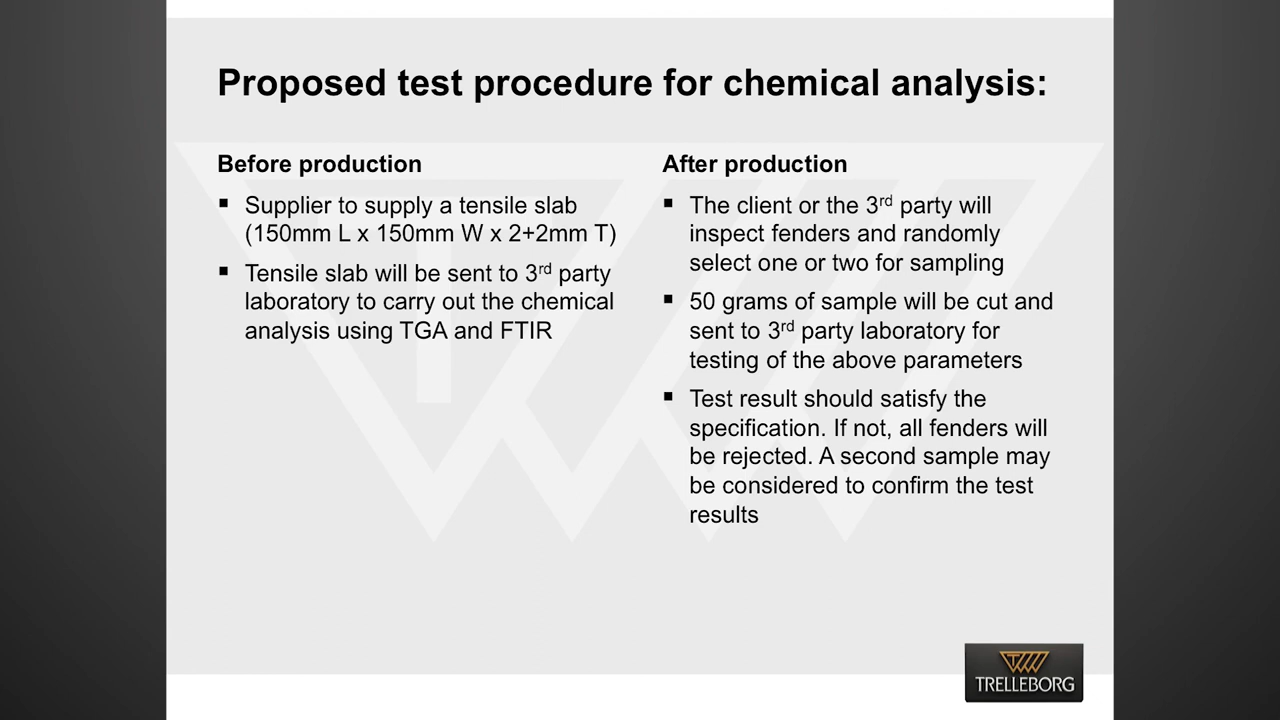 Proposed test procedure for chemical analysis:
Before production
▪ Supplier to supply a tensile slab
(150mm L x 150mm W x 2+2mm T)
▪ Tensile slab will be sent to 3rd party
laboratory to carry out the chemical
analysis using TGA and FTIR
After production
▪ The client or the 3rd party will
inspect fenders and randomly
select one or two for sampling
▪ 50 grams of sample will be cut and
sent to 3rd party laboratory for
testing of the above parameters
▪ Test result should satisfy the
specification. If not, all fenders will
be rejected. A second sample may
be considered to confirm the test
results
TRELLEBORG